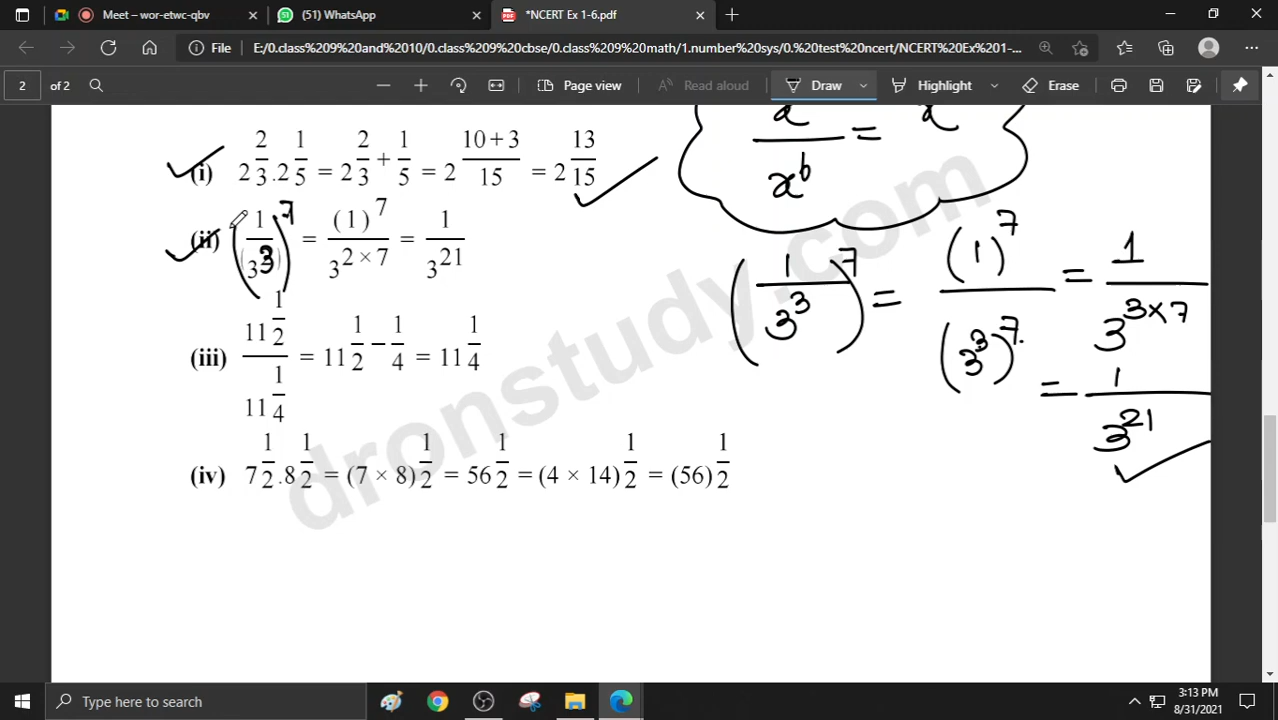 Meet – wor-etwc-qbv
(51) WhatsApp
*NCERT Ex 1-6.pdf
File E:/0.class%209%20and%2010/0.class%209%20cbse/0.class%209%20math/1.number%20sys/0.%20test%20ncert/NCERT%20Ex%201-...
2 of 2 Page view Read aloud Draw Highlight Erase
x
x^b = x
(i) 2^(2/3).2^(1/5) = 2^(2/3 + 1/5) = 2^((10 + 3)/15) = 2^(13/15)
(ii) (1/3^3)^7 = (1)^7/3^(2 × 7) = 1/3^21
(1/3^3)^7 = (1)^7/(3^3)^7 = 1/3^(3×7)
= 1/3^21
(iii) 11^(1/2)/11^(1/4) = 11^(1/2 – 1/4) = 11^(1/4)
(iv) 7^(1/2).8^(1/2) = (7 × 8)^(1/2) = 56^(1/2) = (4 × 14)^(1/2) = (56)^(1/2)
dronstudy.com
Type here to search
3:13 PM
8/31/2021